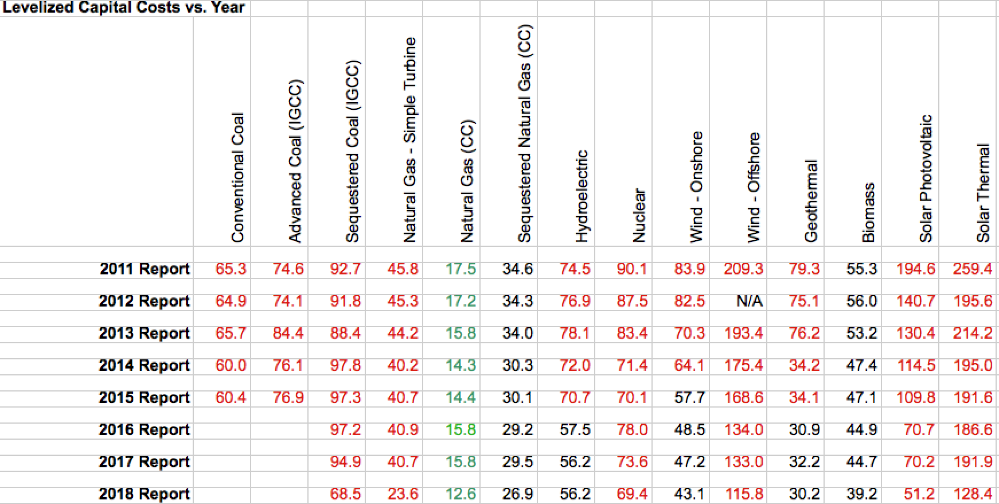 Levelized Capital Costs vs. Year
Conventional Coal
Advanced Coal (IGCC)
Sequestered Coal (IGCC)
Natural Gas - Simple Turbine
Natural Gas (CC)
Sequestered Natural Gas (CC)
Hydroelectric
Nuclear
Wind - Onshore
Wind - Offshore
Geothermal
Biomass
Solar Photovoltaic
Solar Thermal
2011 Report 65.3 74.6 92.7 45.8 17.5 34.6 74.5 90.1 83.9 209.3 79.3 55.3 194.6 259.4
2012 Report 64.9 74.1 91.8 45.3 17.2 34.3 76.9 87.5 82.5 N/A 75.1 56.0 140.7 195.6
2013 Report 65.7 84.4 88.4 44.2 15.8 34.0 78.1 83.4 70.3 193.4 76.2 53.2 130.4 214.2
2014 Report 60.0 76.1 97.8 40.2 14.3 30.3 72.0 71.4 64.1 175.4 34.2 47.4 114.5 195.0
2015 Report 60.4 76.9 97.3 40.7 14.4 30.1 70.7 70.1 57.7 168.6 34.1 47.1 109.8 191.6
2016 Report 97.2 40.9 15.8 29.2 57.5 78.0 48.5 134.0 30.9 44.9 70.7 186.6
2017 Report 94.9 40.7 15.8 29.5 56.2 73.6 47.2 133.0 32.2 44.7 70.2 191.9
2018 Report 68.5 23.6 12.6 26.9 56.2 69.4 43.1 115.8 30.2 39.2 51.2 128.4